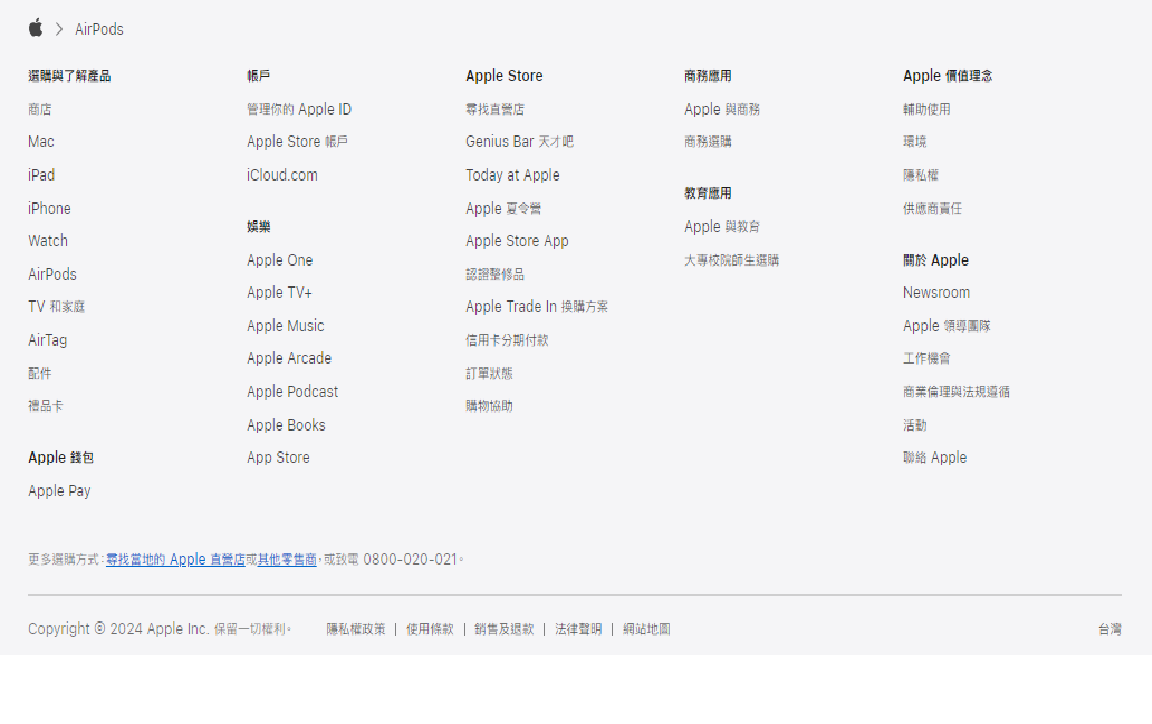 AirPods
選購與了解產品
商店
Mac
iPad
iPhone
Watch
AirPods
TV 和家庭
AirTag
配件
禮品卡
Apple 錢包
Apple Pay
帳戶
管理你的 Apple ID
Apple Store 帳戶
iCloud.com
娛樂
Apple One
Apple TV+
Apple Music
Apple Arcade
Apple Podcast
Apple Books
App Store
Apple Store
尋找直營店
Genius Bar 天才吧
Today at Apple
Apple 夏令營
Apple Store App
認證整修品
Apple Trade In 換購方案
信用卡分期付款
訂單狀態
購物協助
商務應用
Apple 與商務
商務選購
教育應用
Apple 與教育
大專校院師生選購
Apple 價值理念
輔助使用
環境
隱私權
供應商責任
關於 Apple
Newsroom
Apple 領導團隊
工作機會
商業倫理與法規遵循
活動
聯絡 Apple
更多選購方式：尋找當地的 Apple 直營店或其他零售商，或致電 0800-020-021。
Copyright © 2024 Apple Inc. 保留一切權利。 隱私權政策 | 使用條款 | 銷售及退款 | 法律聲明 | 網站地圖 台灣